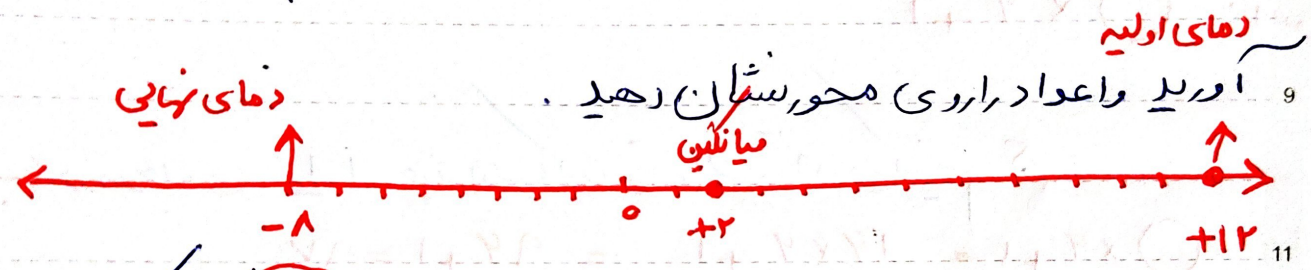 دمای اولیه
9 آورید و اعداد را روی محور نشان دهید .
دمای نهایی
میانگین
-۸ ۰ +۲ +۱۲
11